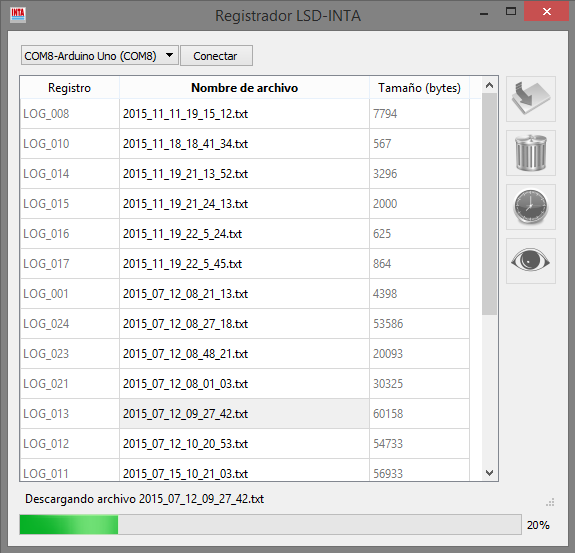 INTA
Registrador LSD-INTA
COM8-Arduino Uno (COM8) Conectar
Registro Nombre de archivo Tamaño (bytes)
LOG_008 2015_11_11_19_15_12.txt 7794
LOG_010 2015_11_18_18_41_34.txt 567
LOG_014 2015_11_19_21_13_52.txt 3296
LOG_015 2015_11_19_21_24_13.txt 2000
LOG_016 2015_11_19_22_5_24.txt 625
LOG_017 2015_11_19_22_5_45.txt 864
LOG_001 2015_07_12_08_21_13.txt 4398
LOG_024 2015_07_12_08_27_18.txt 53586
LOG_023 2015_07_12_08_48_21.txt 20093
LOG_021 2015_07_12_08_01_03.txt 30325
LOG_013 2015_07_12_09_27_42.txt 60158
LOG_012 2015_07_12_10_20_53.txt 54733
LOG_011 2015_07_15_10_21_03.txt 56933
Descargando archivo 2015_07_12_09_27_42.txt
20%